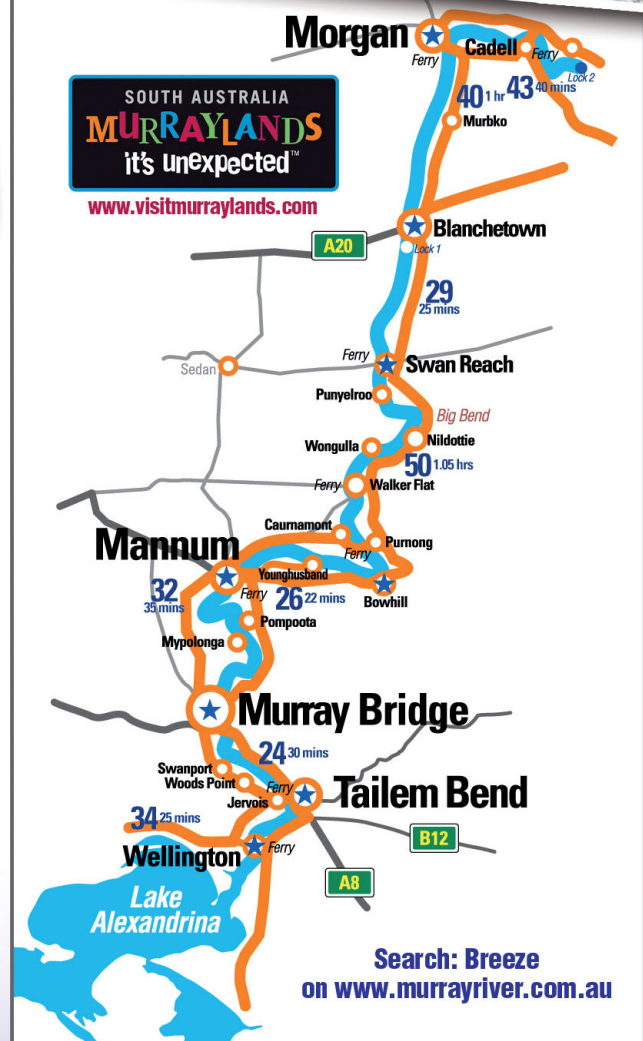 Morgan
Ferry
Cadell
Ferry
Lock 2
40 1 hr
43 40 mins
Murbko
SOUTH AUSTRALIA
MURRAYLANDS
it's unexpected™
www.visitmurraylands.com
A20
Blanchetown
Lock 1
29
25 mins
Ferry
Swan Reach
Sedan
Punyelroo
Big Bend
Nildottie
Wongulla
50 1.05 hrs
Ferry
Walker Flat
Caurnamont
Ferry
Purnong
Mannum
Younghusband
Ferry
32
35 mins
26 22 mins
Bowhill
Pompoota
Mypolonga
Murray Bridge
24 30 mins
Swanport
Woods Point
Ferry
Jervois
Tailem Bend
34 25 mins
Wellington
Ferry
B12
A8
Lake
Alexandrina
Search: Breeze
on www.murrayriver.com.au